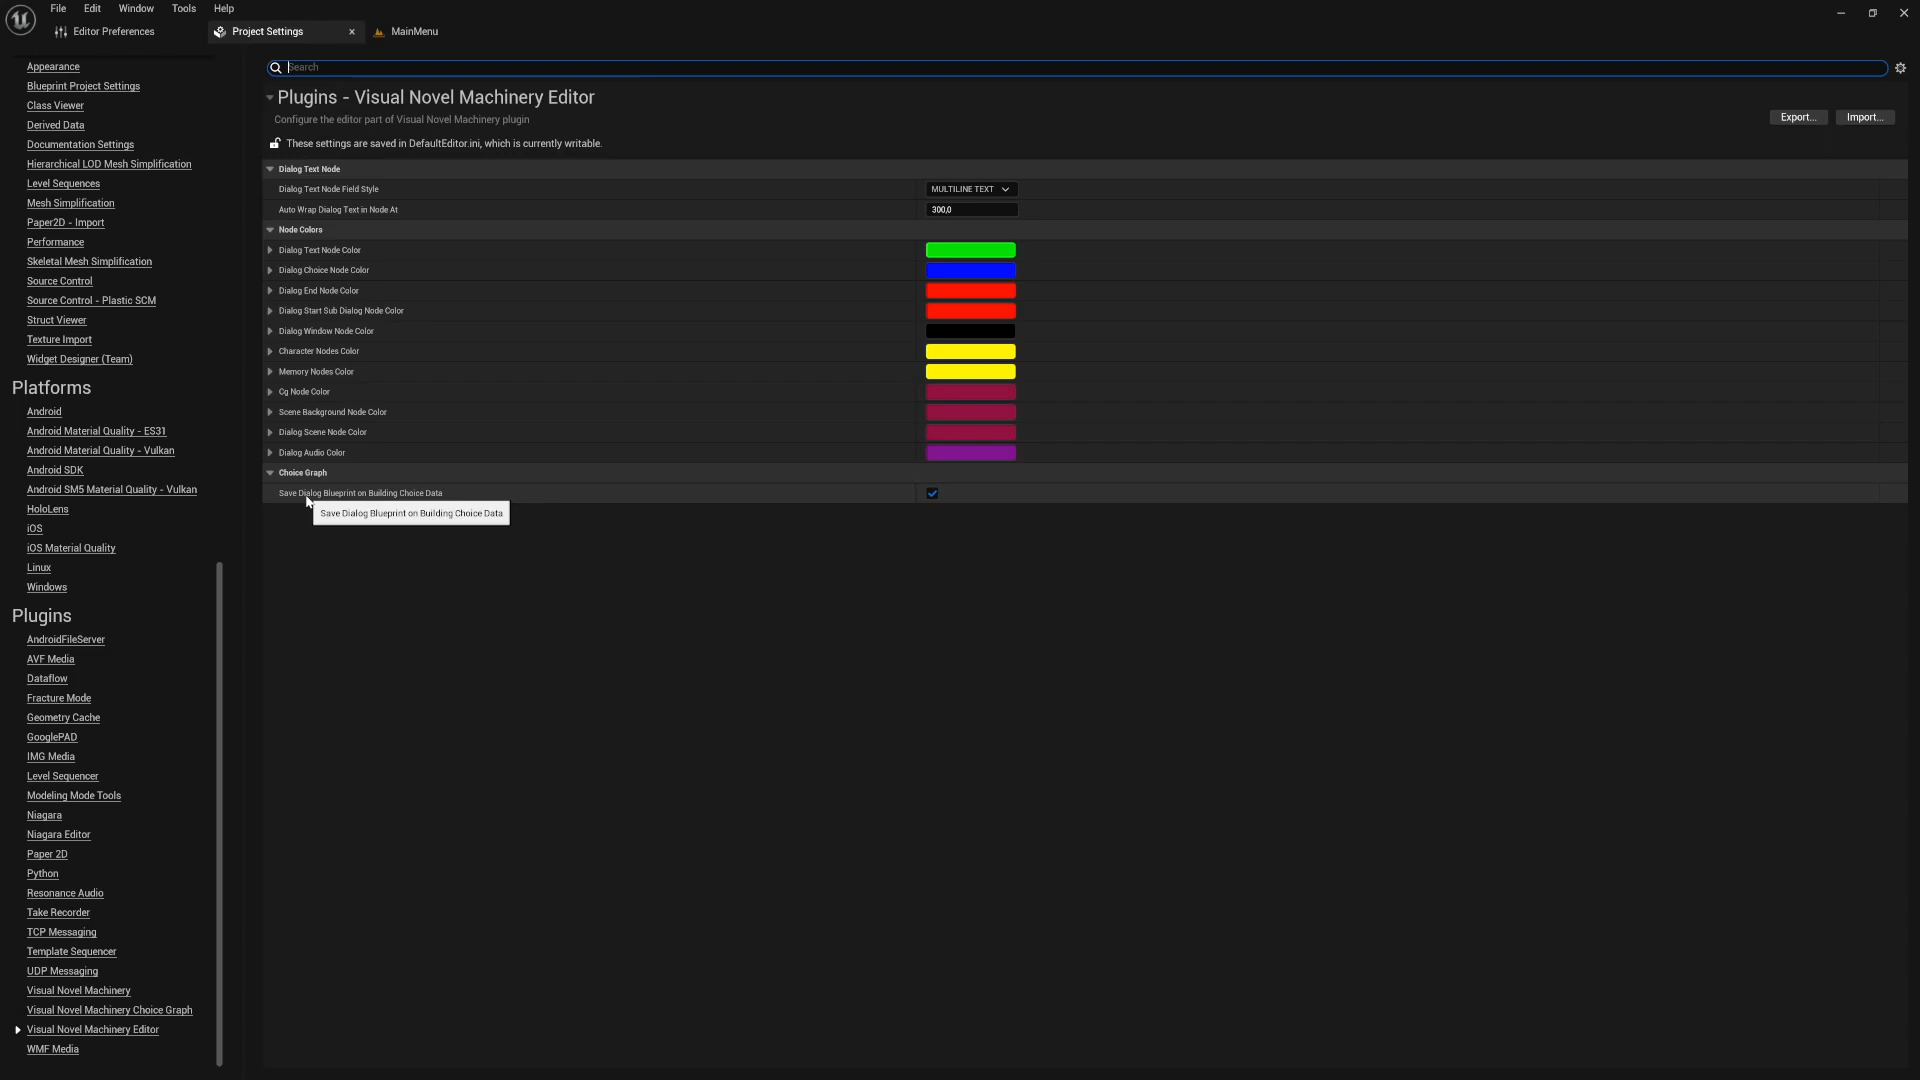 File Edit Window Tools Help
Editor Preferences Project Settings MainMenu
Appearance
Blueprint Project Settings
Class Viewer
Derived Data
Documentation Settings
Hierarchical LOD Mesh Simplification
Level Sequences
Mesh Simplification
Paper2D - Import
Performance
Skeletal Mesh Simplification
Source Control
Source Control - Plastic SCM
Struct Viewer
Texture Import
Widget Designer (Team)
Platforms
Android
Android Material Quality - ES31
Android Material Quality - Vulkan
Android SDK
Android SM5 Material Quality - Vulkan
HoloLens
iOS
iOS Material Quality
Linux
Windows
Plugins
AndroidFileServer
AVF Media
Dataflow
Fracture Mode
Geometry Cache
GooglePAD
IMG Media
Level Sequencer
Modeling Mode Tools
Niagara
Niagara Editor
Paper 2D
Python
Resonance Audio
Take Recorder
TCP Messaging
Template Sequencer
UDP Messaging
Visual Novel Machinery
Visual Novel Machinery Choice Graph
Visual Novel Machinery Editor
WMF Media
Search
Plugins - Visual Novel Machinery Editor
Configure the editor part of Visual Novel Machinery plugin
Export... Import...
These settings are saved in DefaultEditor.ini, which is currently writable.
Dialog Text Node
Dialog Text Node Field Style MULTILINE TEXT
Auto Wrap Dialog Text in Node At 300,0
Node Colors
Dialog Text Node Color
Dialog Choice Node Color
Dialog End Node Color
Dialog Start Sub Dialog Node Color
Dialog Window Node Color
Character Nodes Color
Memory Nodes Color
Cg Node Color
Scene Background Node Color
Dialog Scene Node Color
Dialog Audio Color
Choice Graph
Save Dialog Blueprint on Building Choice Data
Save Dialog Blueprint on Building Choice Data